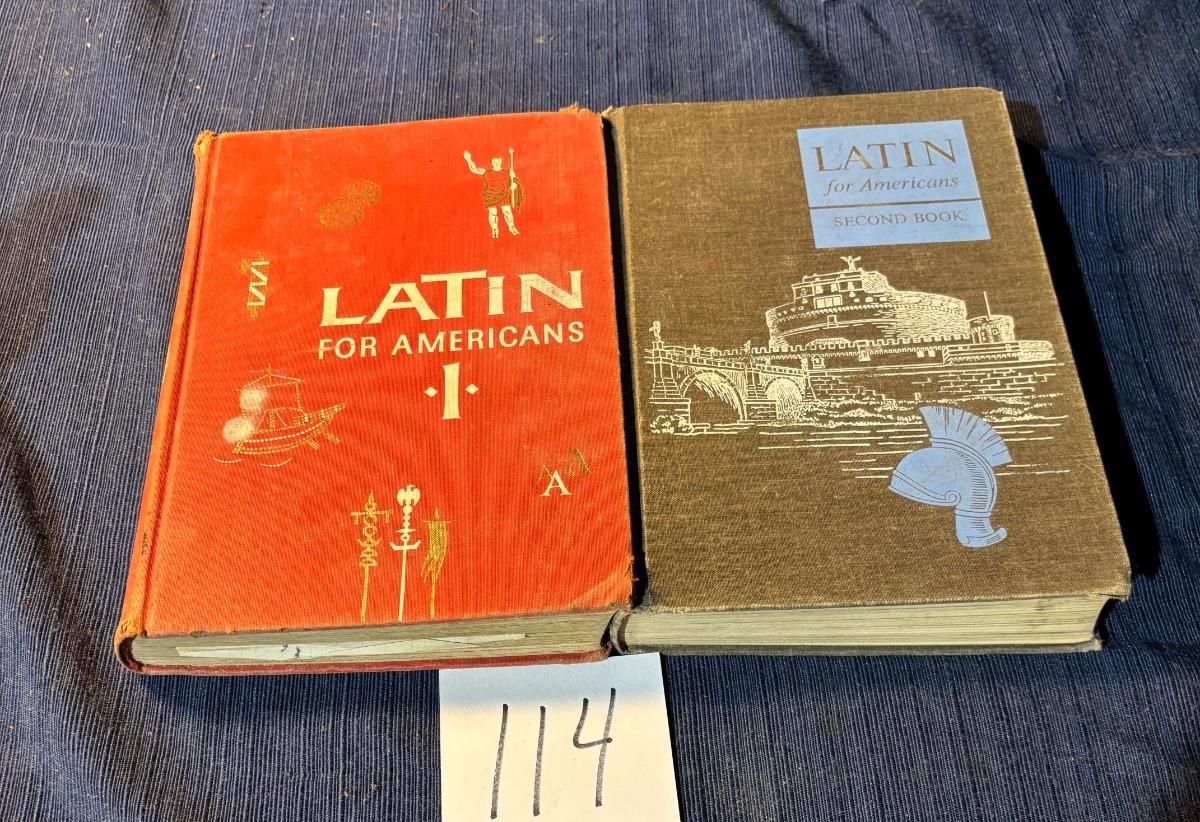 LATIN
FOR AMERICANS
·I·
A
LATIN
for Americans
SECOND BOOK
114